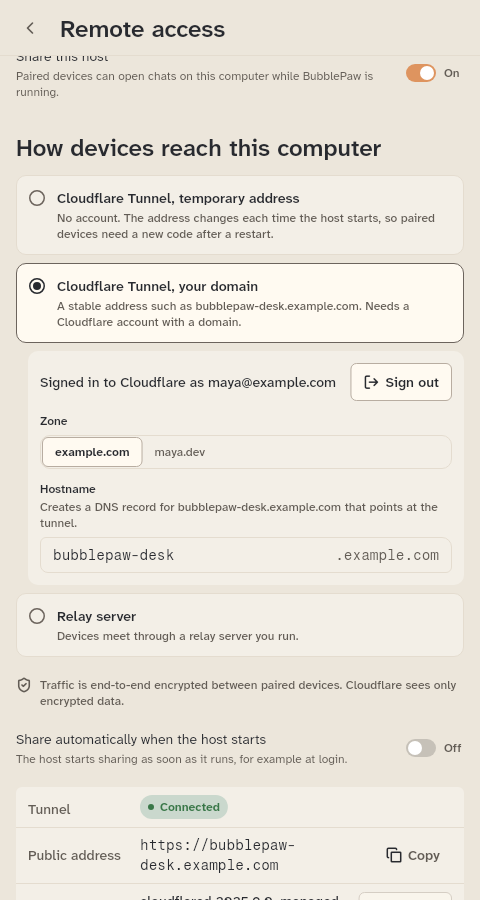 Remote access
Share this host
Paired devices can open chats on this computer while BubblePaw is
running.
On
How devices reach this computer
Cloudflare Tunnel, temporary address
No account. The address changes each time the host starts, so paired
devices need a new code after a restart.
Cloudflare Tunnel, your domain
A stable address such as bubblepaw-desk.example.com. Needs a
Cloudflare account with a domain.
Signed in to Cloudflare as maya@example.com
Sign out
Zone
example.com
maya.dev
Hostname
Creates a DNS record for bubblepaw-desk.example.com that points at the
tunnel.
bubblepaw-desk
.example.com
Relay server
Devices meet through a relay server you run.
Traffic is end-to-end encrypted between paired devices. Cloudflare sees only
encrypted data.
Share automatically when the host starts
The host starts sharing as soon as it runs, for example at login.
Off
Tunnel
Connected
Public address
https://bubblepaw-
desk.example.com
Copy